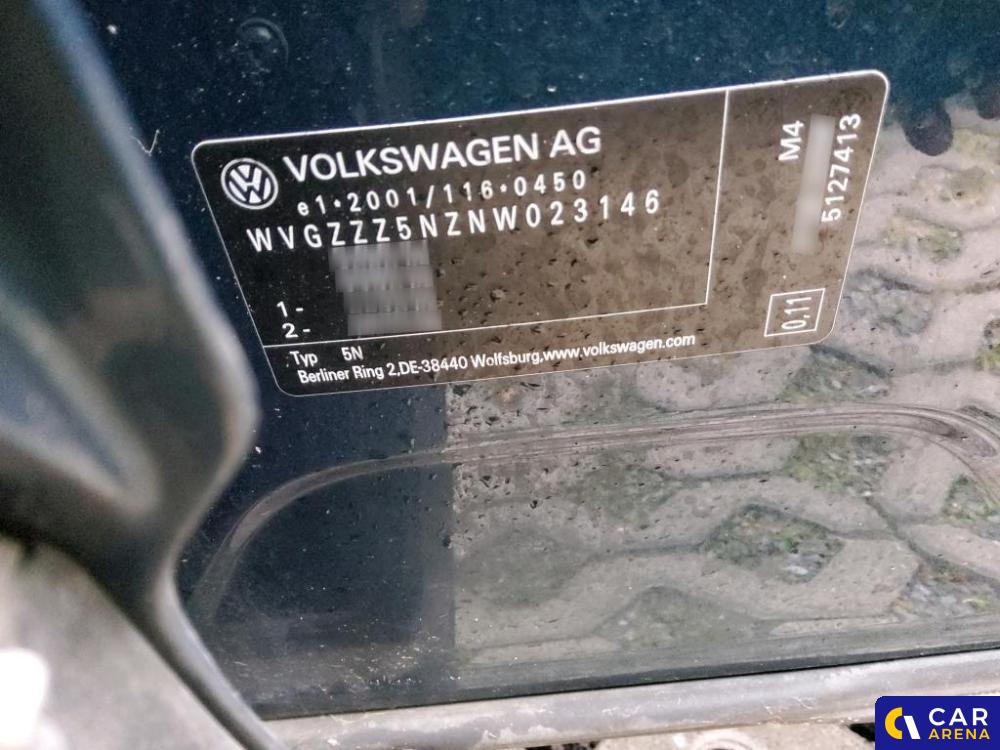 VOLKSWAGEN AG
e1*2001/116*0450
WVGZZZ5NZNW023146
1-
2-
Typ 5N
Berliner Ring 2,DE-38440 Wolfsburg,www.volkswagen.com
M4
5127413
0,11
CAR
ARENA